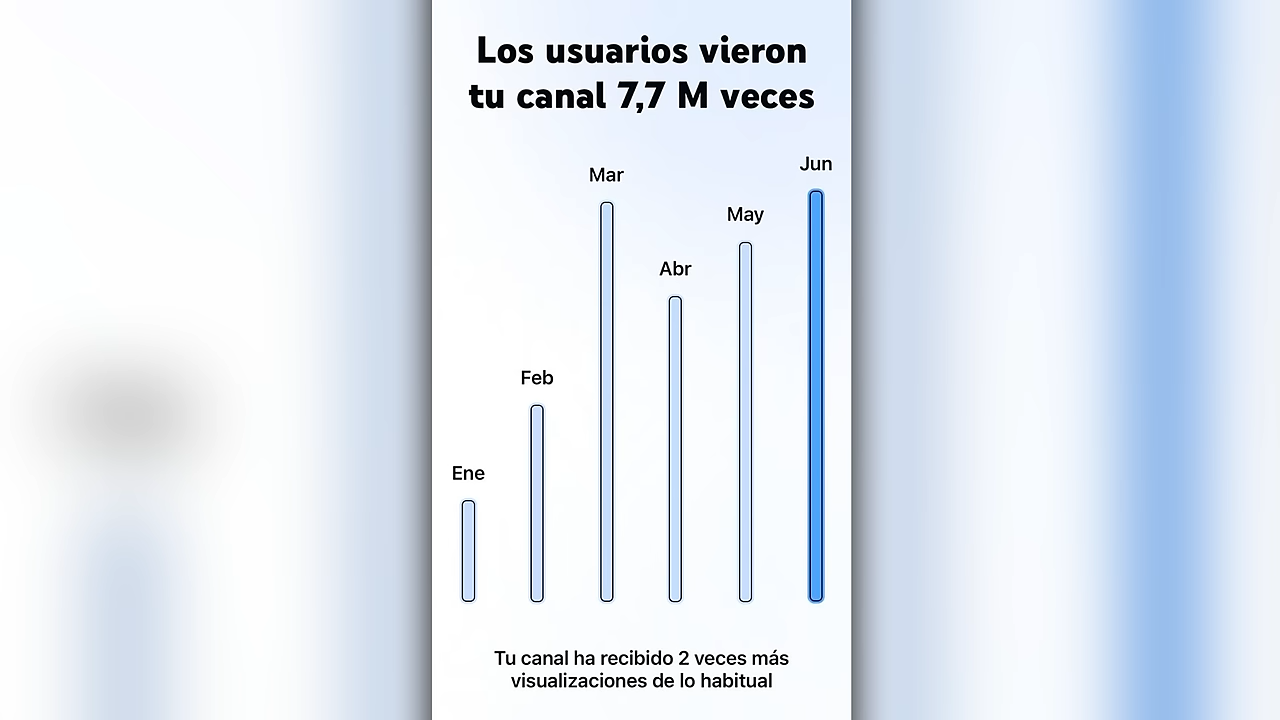 Los usuarios vieron
tu canal 7,7 M veces
Jun
Mar
May
Abr
Feb
Ene
Tu canal ha recibido 2 veces más
visualizaciones de lo habitual